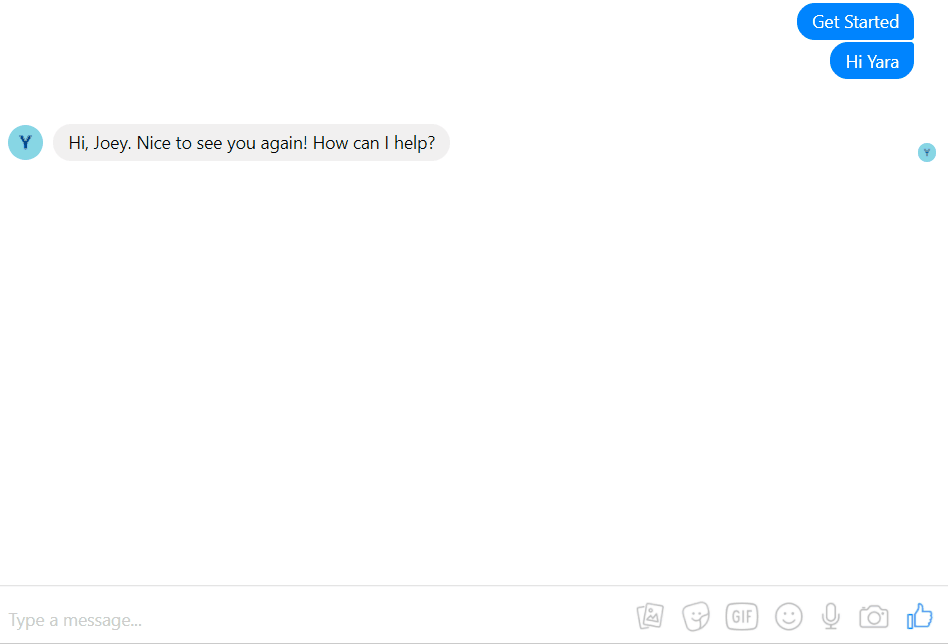 Get Started
Hi Yara
Y
Hi, Joey. Nice to see you again! How can I help?
Y
Type a message...
GIF